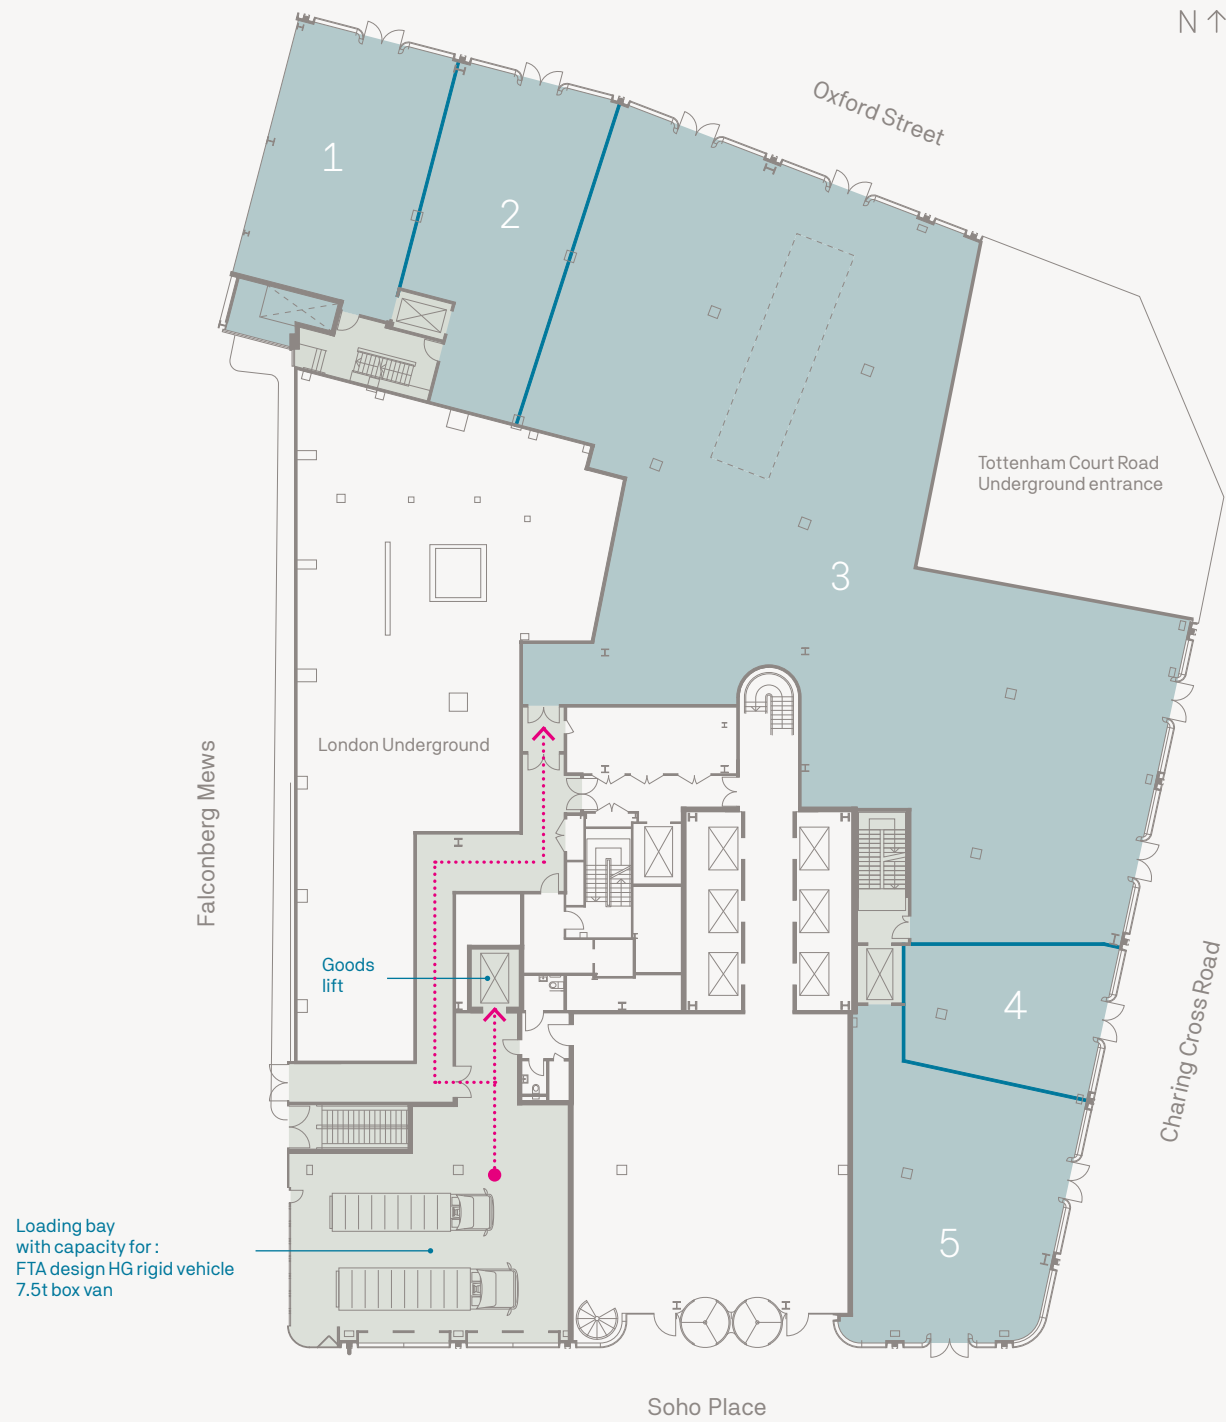 N ↑
Oxford Street
1
2
Tottenham Court Road
Underground entrance
3
London Underground
Falconberg Mews
Goods
lift
4
Charing Cross Road
Loading bay
with capacity for :
FTA design HG rigid vehicle
7.5t box van
5
Soho Place